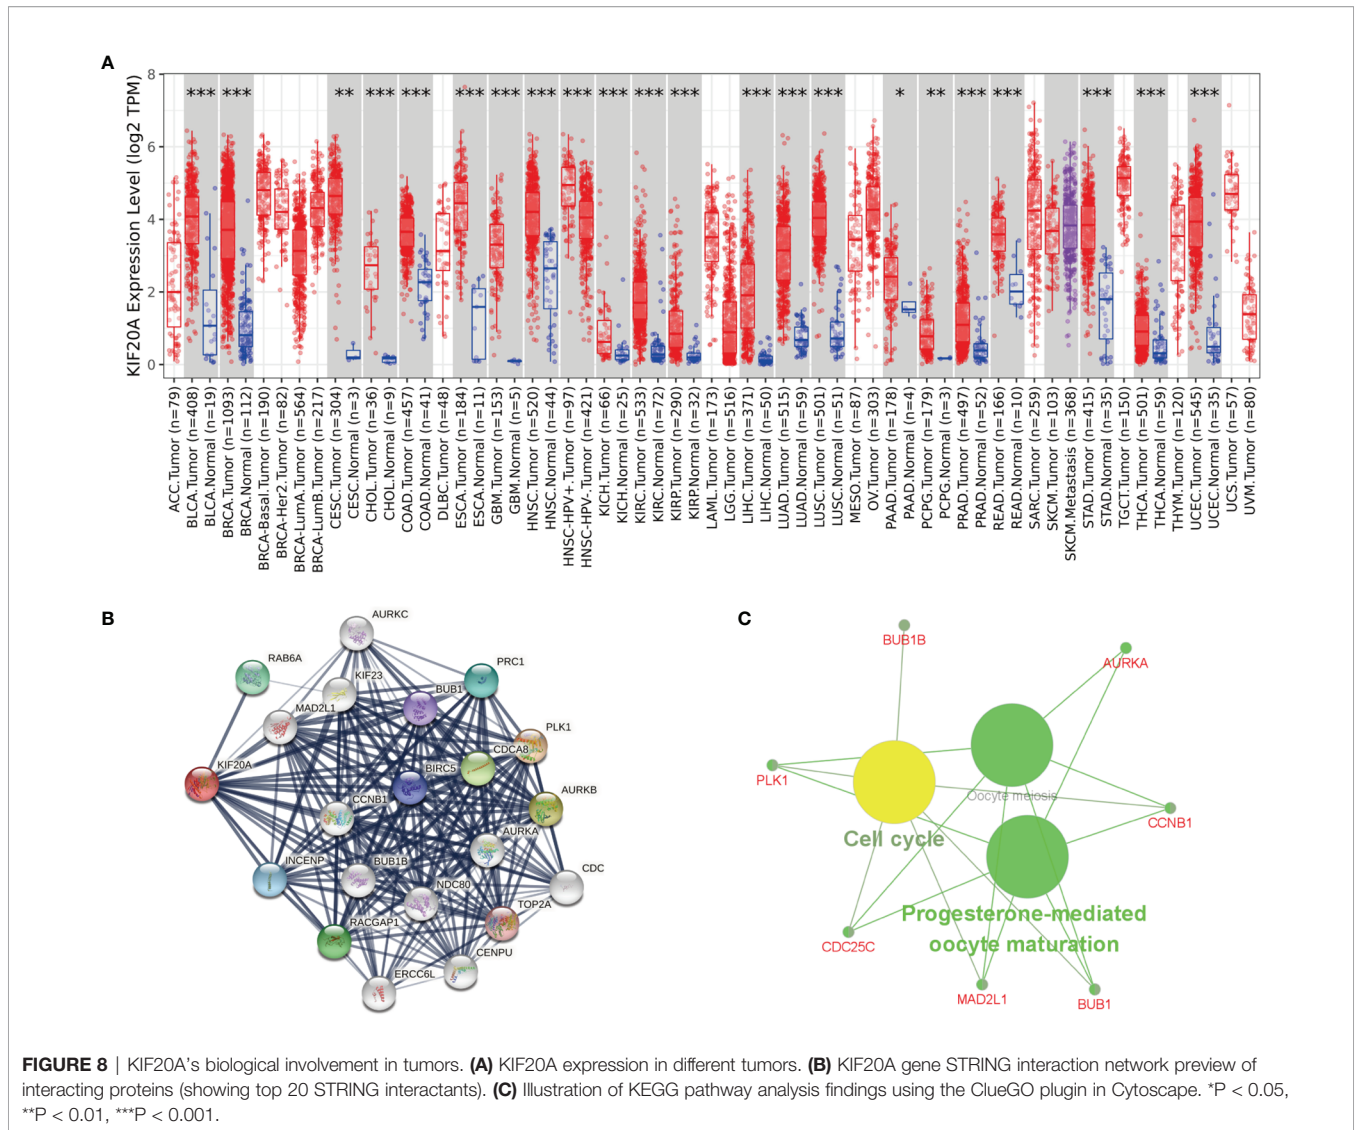 A
KIF20A Expression Level (log2 TPM)
8
6
4
2
0
*** *** ** *** *** *** *** *** *** *** *** *** *** *** *** * ** *** *** *** *** ***
ACC.Tumor (n=79)
BLCA.Tumor (n=408)
BLCA.Normal (n=19)
BRCA.Tumor (n=1093)
BRCA.Normal (n=112)
BRCA-Basal.Tumor (n=190)
BRCA-Her2.Tumor (n=82)
BRCA-LumA.Tumor (n=564)
BRCA-LumB.Tumor (n=217)
CESC.Tumor (n=304)
CESC.Normal (n=3)
CHOL.Tumor (n=36)
CHOL.Normal (n=9)
COAD.Tumor (n=457)
COAD.Normal (n=41)
DLBC.Tumor (n=48)
ESCA.Tumor (n=184)
ESCA.Normal (n=11)
GBM.Tumor (n=153)
GBM.Normal (n=5)
HNSC.Tumor (n=520)
HNSC.Normal (n=44)
HNSC-HPV+.Tumor (n=97)
HNSC-HPV-.Tumor (n=421)
KICH.Tumor (n=66)
KICH.Normal (n=25)
KIRC.Tumor (n=533)
KIRC.Normal (n=72)
KIRP.Tumor (n=290)
KIRP.Normal (n=32)
LAML.Tumor (n=173)
LGG.Tumor (n=516)
LIHC.Tumor (n=371)
LIHC.Normal (n=50)
LUAD.Tumor (n=515)
LUAD.Normal (n=59)
LUSC.Tumor (n=501)
LUSC.Normal (n=51)
MESO.Tumor (n=87)
OV.Tumor (n=303)
PAAD.Tumor (n=178)
PAAD.Normal (n=4)
PCPG.Tumor (n=179)
PCPG.Normal (n=3)
PRAD.Tumor (n=497)
PRAD.Normal (n=52)
READ.Tumor (n=166)
READ.Normal (n=10)
SARC.Tumor (n=259)
SKCM.Tumor (n=103)
SKCM.Metastasis (n=368)
STAD.Tumor (n=415)
STAD.Normal (n=35)
TGCT.Tumor (n=150)
THCA.Tumor (n=501)
THCA.Normal (n=59)
THYM.Tumor (n=120)
UCEC.Tumor (n=545)
UCEC.Normal (n=35)
UCS.Tumor (n=57)
UVM.Tumor (n=80)
B
AURKC
RAB6A
PRC1
KIF23
BUB1
MAD2L1
PLK1
CDCA8
KIF20A
BIRC5
AURKB
CCNB1
AURKA
INCENP
BUB1B
CDC
NDC80
TOP2A
RACGAP1
CENPU
ERCC6L
C
BUB1B
AURKA
PLK1
Oocyte meiosis
CCNB1
Cell cycle
Progesterone-mediated
oocyte maturation
CDC25C
MAD2L1
BUB1
FIGURE 8 | KIF20A's biological involvement in tumors. (A) KIF20A expression in different tumors. (B) KIF20A gene STRING interaction network preview of
interacting proteins (showing top 20 STRING interactants). (C) Illustration of KEGG pathway analysis findings using the ClueGO plugin in Cytoscape. *P < 0.05,
**P < 0.01, ***P < 0.001.